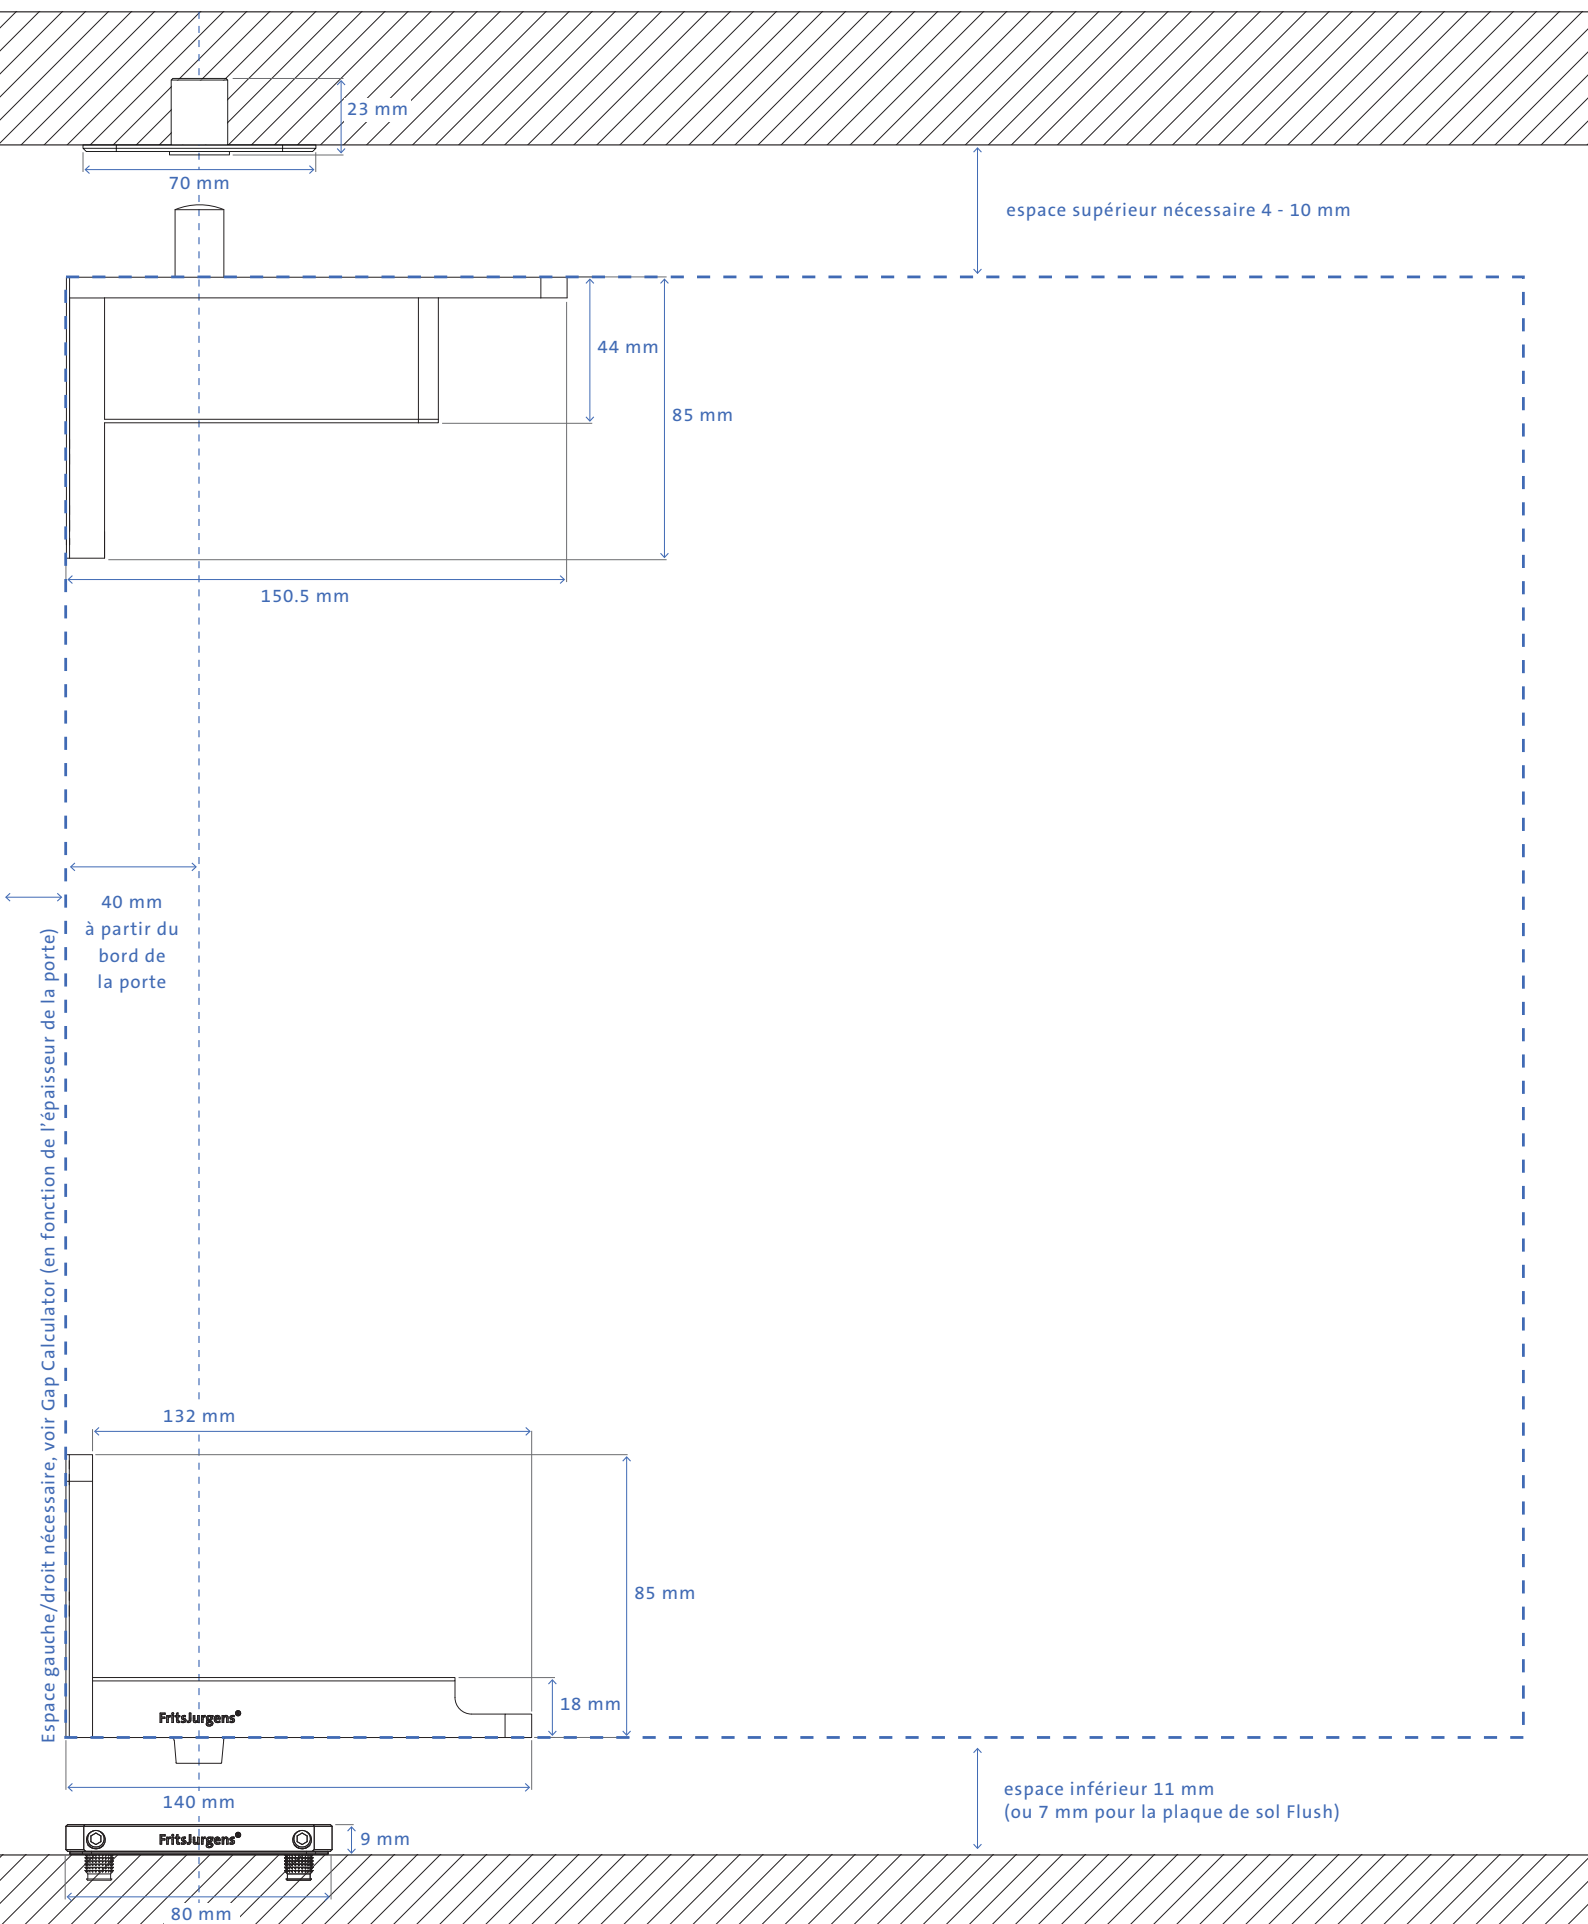 23 mm
70 mm
espace supérieur nécessaire 4 - 10 mm
44 mm
85 mm
150.5 mm
40 mm
à partir du
bord de
la porte
Espace gauche/droit nécessaire, voir Gap Calculator (en fonction de l'épaisseur de la porte)
132 mm
85 mm
18 mm
FritsJurgens®
140 mm
espace inférieur 11 mm
(ou 7 mm pour la plaque de sol Flush)
FritsJurgens®
9 mm
80 mm